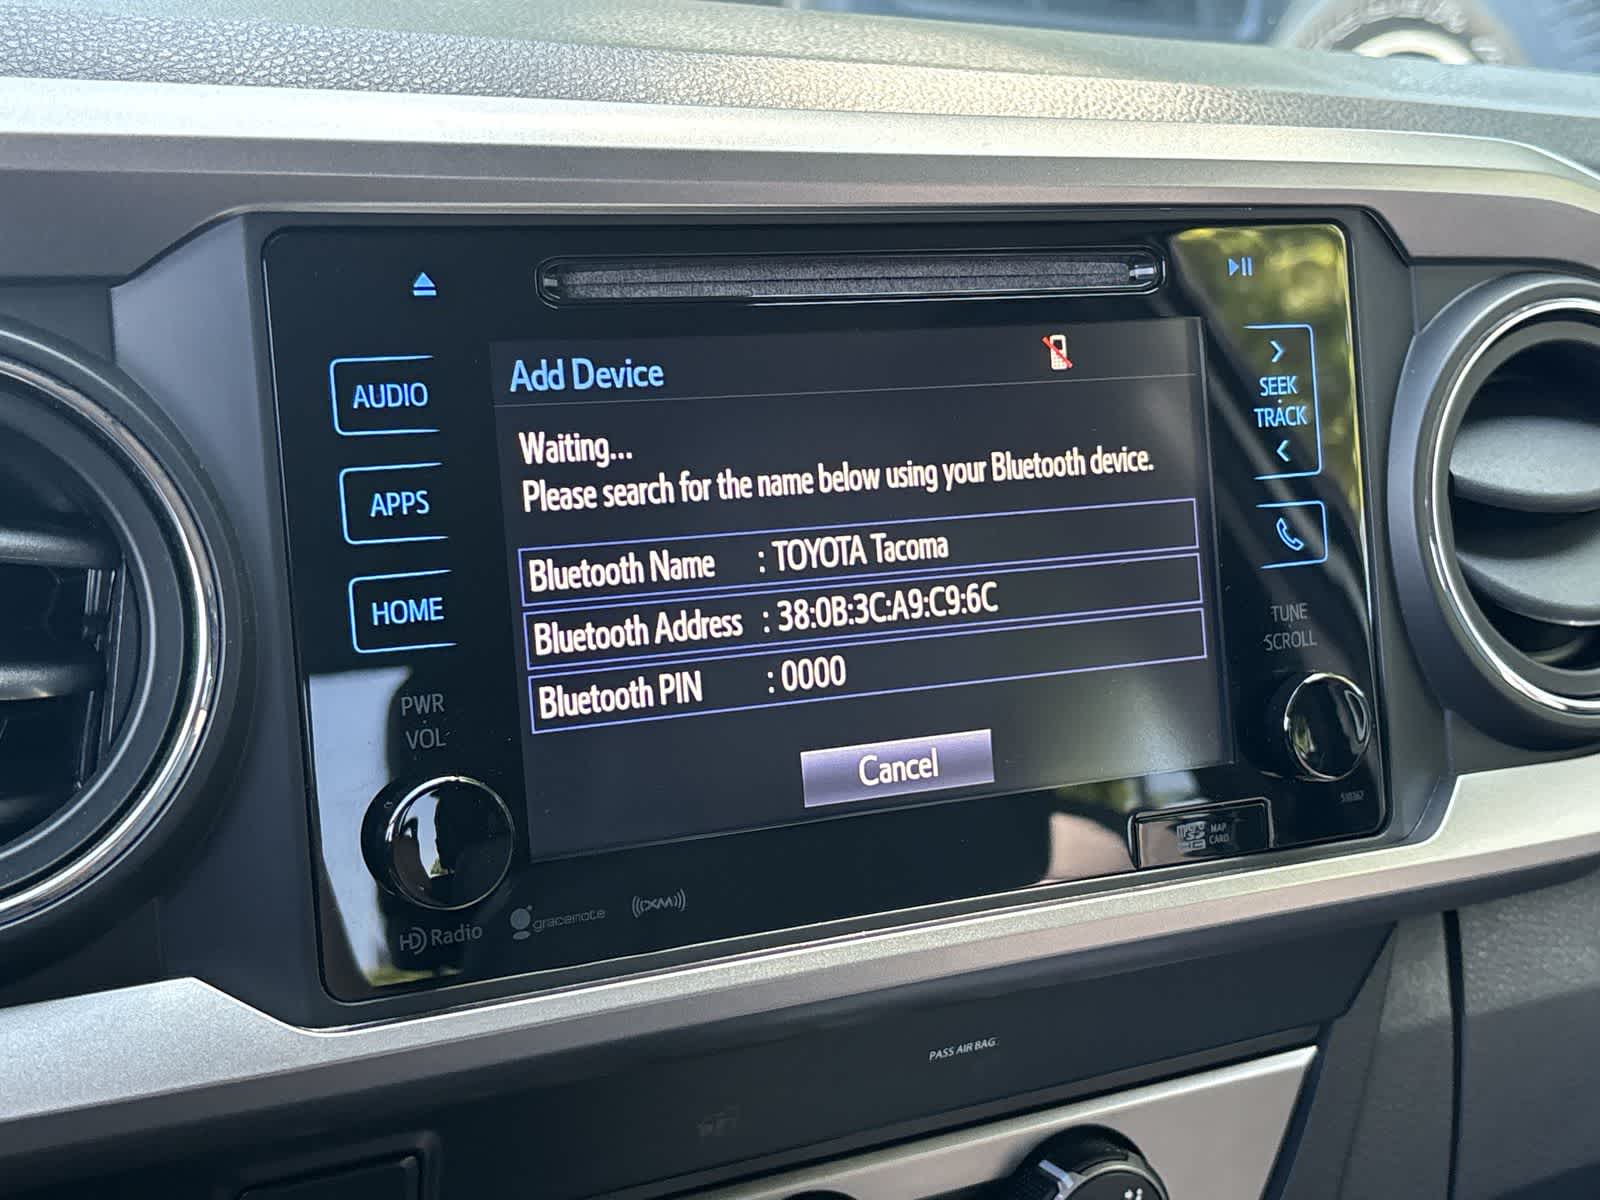 Add Device
Waiting...
Please search for the name below using your Bluetooth device.
Bluetooth Name : TOYOTA Tacoma
Bluetooth Address : 38:0B:3C:A9:C9:6C
Bluetooth PIN : 0000
Cancel
AUDIO
APPS
HOME
PWR
VOL
SEEK
TRACK
TUNE
SCROLL
510167
MAP
CARD
HD Radio
gracenote
((XM))
PASS AIR BAG